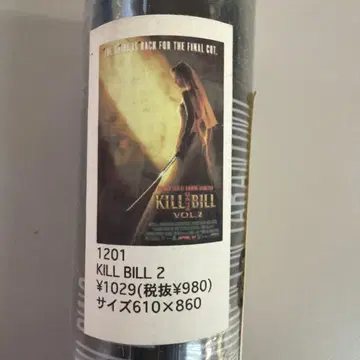 THE BRIDE IS BACK FOR THE FINAL CUT.
KILL BILL
VOL.2
1201
KILL BILL 2
¥1029(税抜¥980)
サイズ610×860